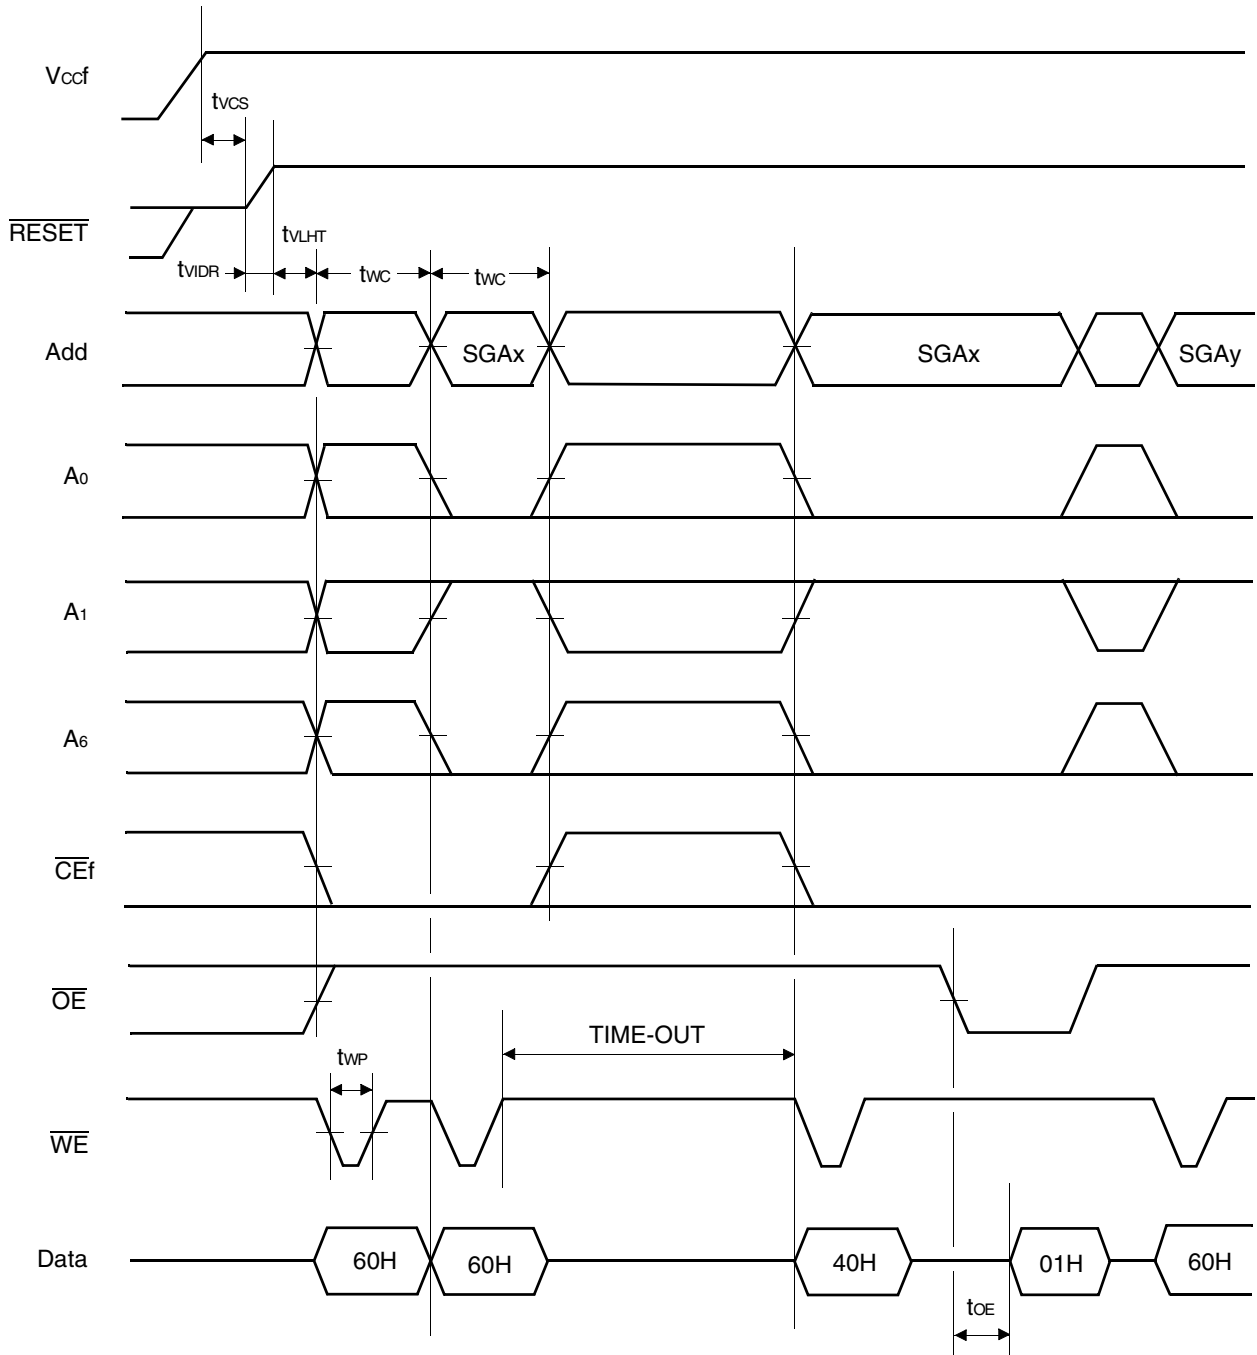 Vccf
tVCS
RESET
tVLHT
tVIDR
tWC
tWC
Add
SGAx
SGAx
SGAy
A0
A1
A6
CEf
OE
TIME-OUT
tWP
WE
Data
60H
60H
40H
01H
60H
tOE